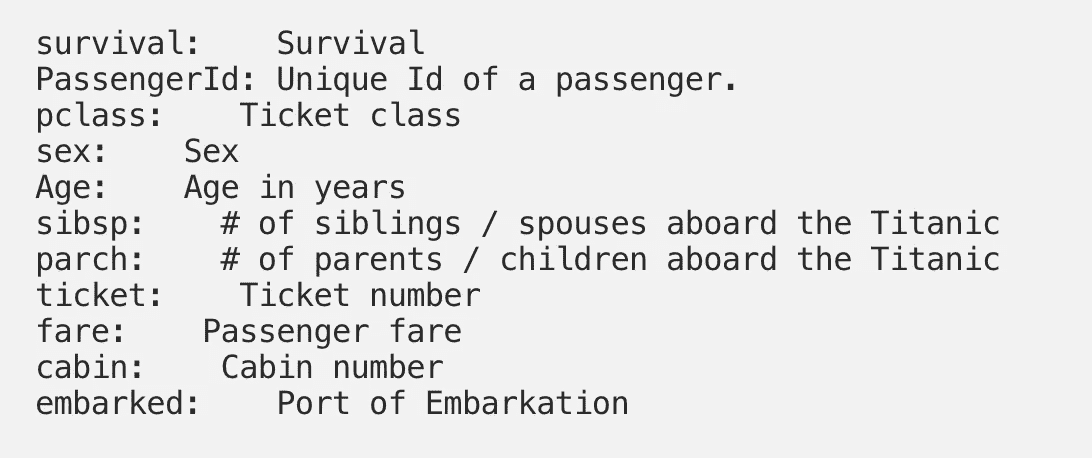 survival:    Survival
PassengerId: Unique Id of a passenger.
pclass:    Ticket class
sex:    Sex
Age:    Age in years
sibsp:    # of siblings / spouses aboard the Titanic
parch:    # of parents / children aboard the Titanic
ticket:    Ticket number
fare:    Passenger fare
cabin:    Cabin number
embarked:    Port of Embarkation